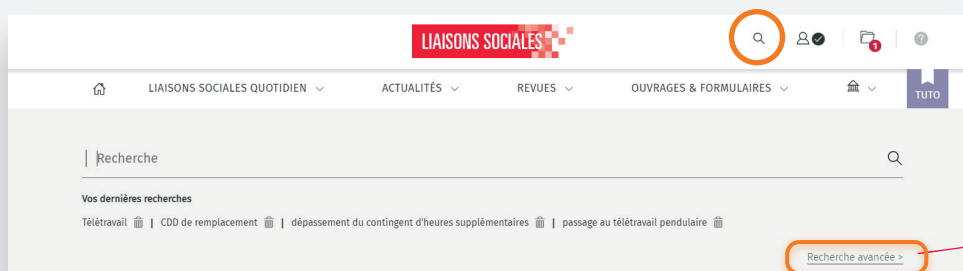 LIAISONS SOCIALES
1
?
LIAISONS SOCIALES QUOTIDIEN
ACTUALITÉS
REVUES
OUVRAGES & FORMULAIRES
TUTO
Recherche
Vos dernières recherches
Télétravail | CDD de remplacement | dépassement du contingent d'heures supplémentaires | passage au télétravail pendulaire
Recherche avancée >